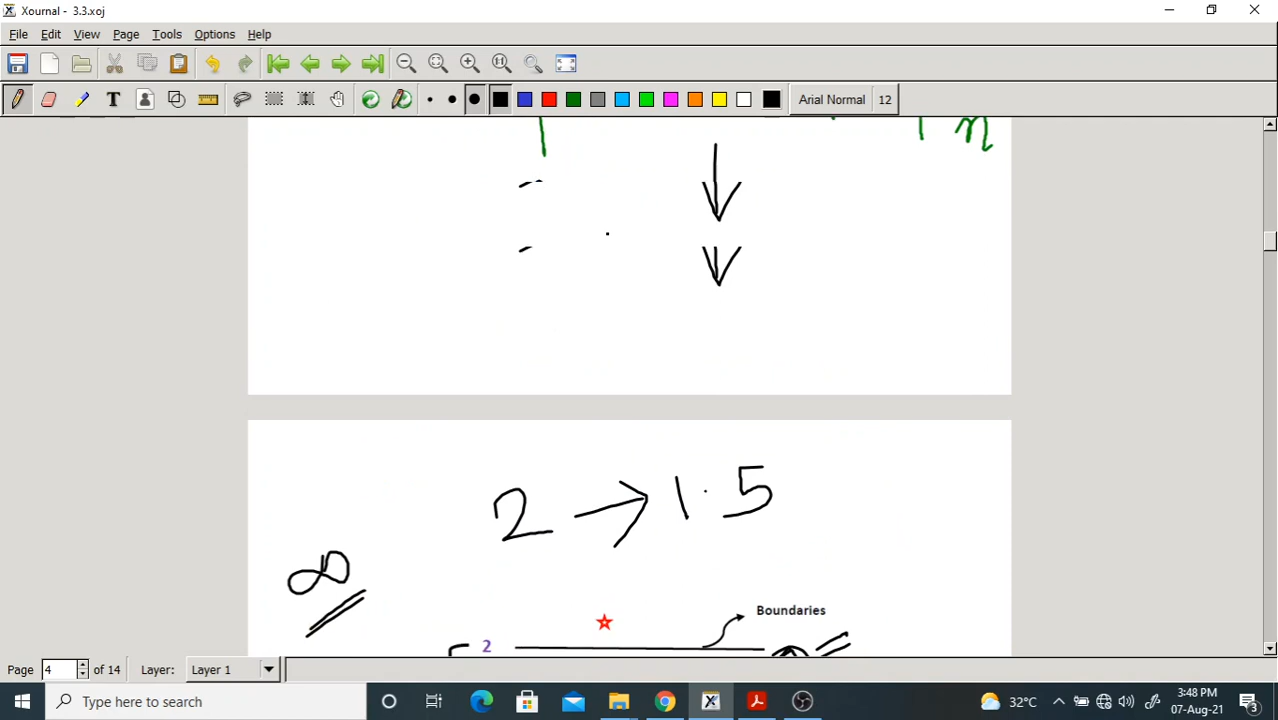 Xournal - 3.3.xoj
File Edit View Page Tools Options Help
Arial Normal 12
n
2 → 1.5
∞
Boundaries
2
Page 4 of 14 Layer: Layer 1
Type here to search
32°C
3:48 PM
07-Aug-21
3